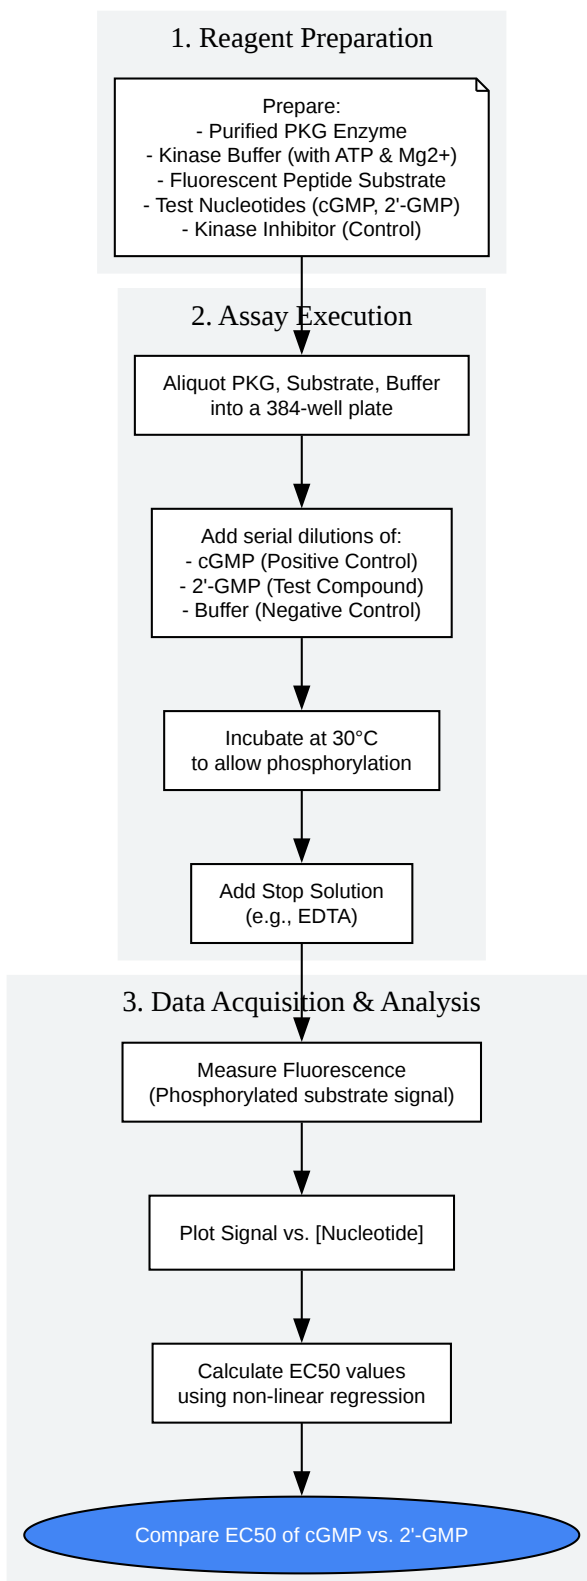 1. Reagent Preparation
Prepare:
- Purified PKG Enzyme
- Kinase Buffer (with ATP & Mg2+)
- Fluorescent Peptide Substrate
- Test Nucleotides (cGMP, 2'-GMP)
- Kinase Inhibitor (Control)
2. Assay Execution
Aliquot PKG, Substrate, Buffer
into a 384-well plate
Add serial dilutions of:
- cGMP (Positive Control)
- 2'-GMP (Test Compound)
- Buffer (Negative Control)
Incubate at 30°C
to allow phosphorylation
Add Stop Solution
(e.g., EDTA)
3. Data Acquisition & Analysis
Measure Fluorescence
(Phosphorylated substrate signal)
Plot Signal vs. [Nucleotide]
Calculate EC50 values
using non-linear regression
Compare EC50 of cGMP vs. 2'-GMP